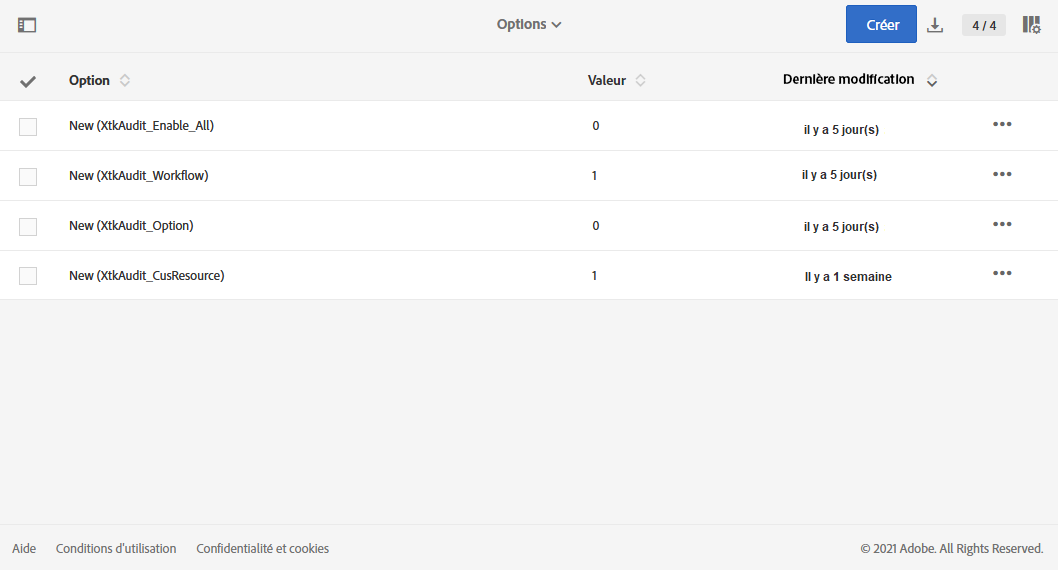 Options
Créer
4 / 4
Option Valeur Dernière modification
New (XtkAudit_Enable_All) 0 il y a 5 jour(s)
New (XtkAudit_Workflow) 1 il y a 5 jour(s)
New (XtkAudit_Option) 0 il y a 5 jour(s)
New (XtkAudit_CusResource) 1 Il y a 1 semaine
Aide Conditions d'utilisation Confidentialité et cookies © 2021 Adobe. All Rights Reserved.